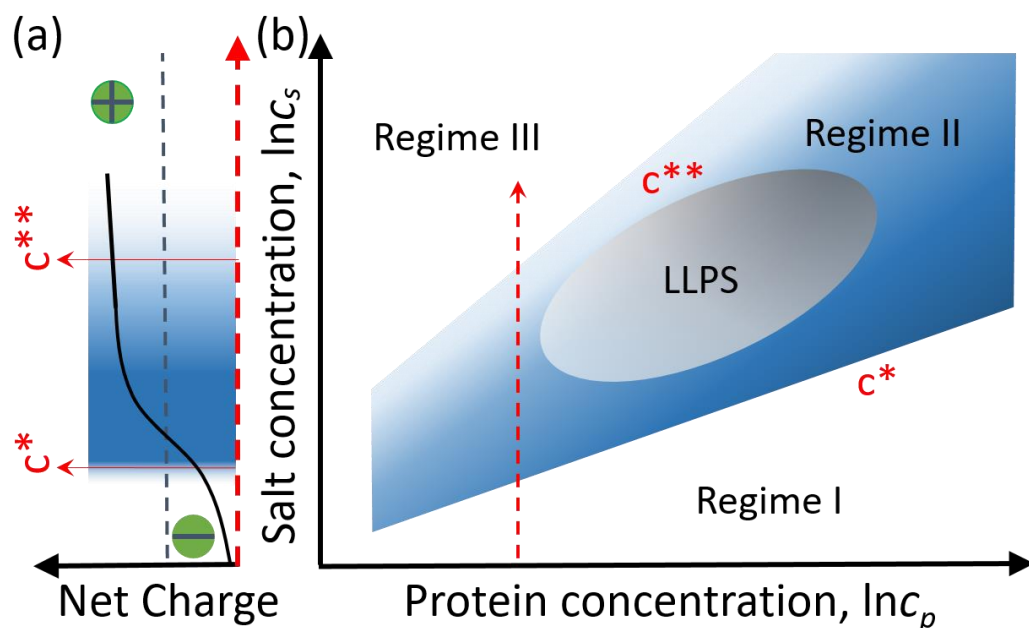 (a)
c**
c*
Net Charge
(b)
Salt concentration, lncₛ
Regime III
Regime II
c**
LLPS
c*
Regime I
Protein concentration, lncₚ